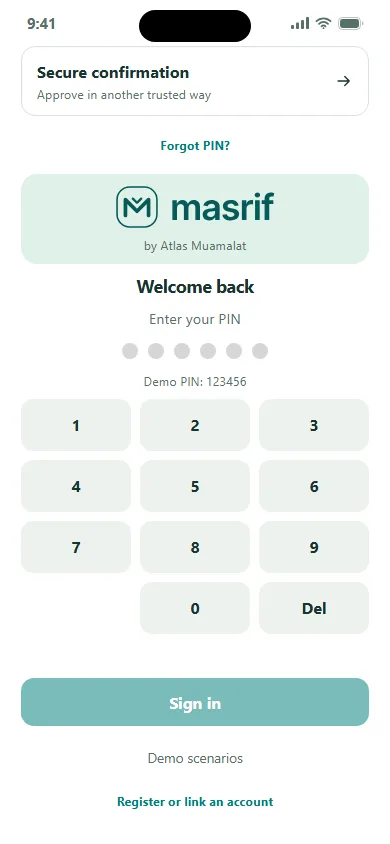 9:41
Secure confirmation
Approve in another trusted way
Forgot PIN?
masrif
by Atlas Muamalat
Welcome back
Enter your PIN
Demo PIN: 123456
1 2 3
4 5 6
7 8 9
0 Del
Sign in
Demo scenarios
Register or link an account